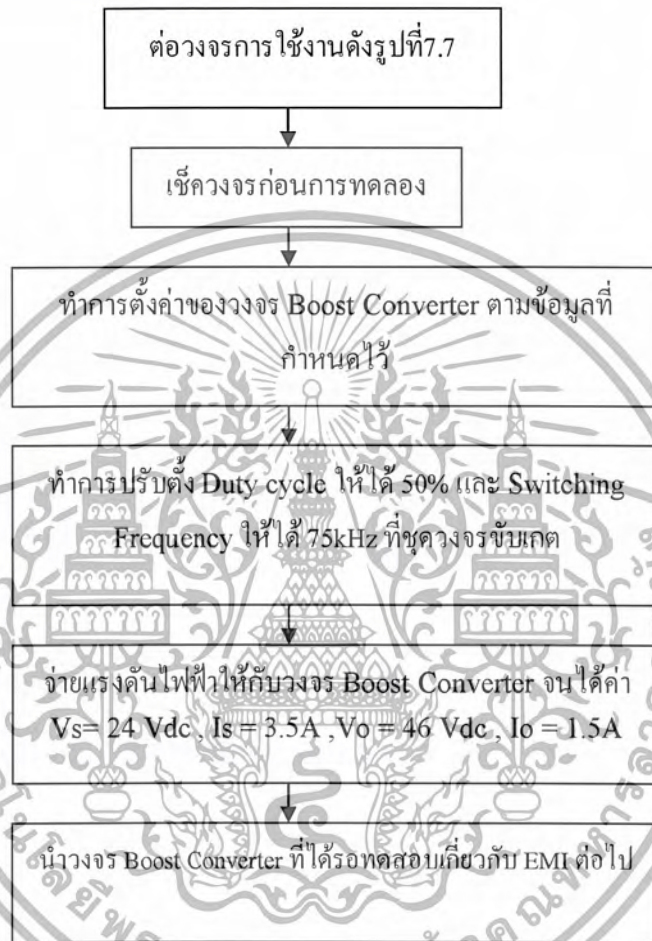 ต่อวงจรการใช้งานดังรูปที่7.7
เช็ควงจรก่อนการทดลอง
ทำการตั้งค่าของวงจร Boost Converter ตามข้อมูลที่
กำหนดไว้
ทำการปรับตั้ง Duty cycle ให้ได้ 50% และ Switching
Frequency ให้ได้ 75kHz ที่ชุดวงจรขับเกต
จ่ายแรงดันไฟฟ้าให้กับวงจร Boost Converter จนได้ค่า
Vs= 24 Vdc , Is = 3.5A ,Vo = 46 Vdc , Io = 1.5A
นำวงจร Boost Converter ที่ได้รอทดสอบเกี่ยวกับ EMI ต่อไป